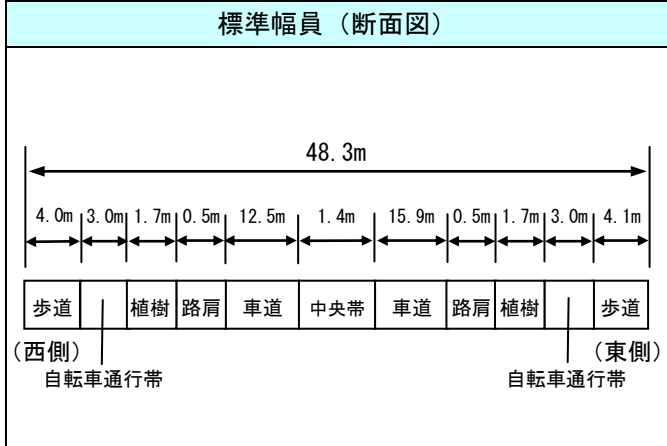 標準幅員（断面図）
48.3m
4.0m 3.0m 1.7m 0.5m 12.5m 1.4m 15.9m 0.5m 1.7m 3.0m 4.1m
歩道 植樹 路肩 車道 中央帯 車道 路肩 植樹 歩道
（西側） （東側）
自転車通行帯 自転車通行帯